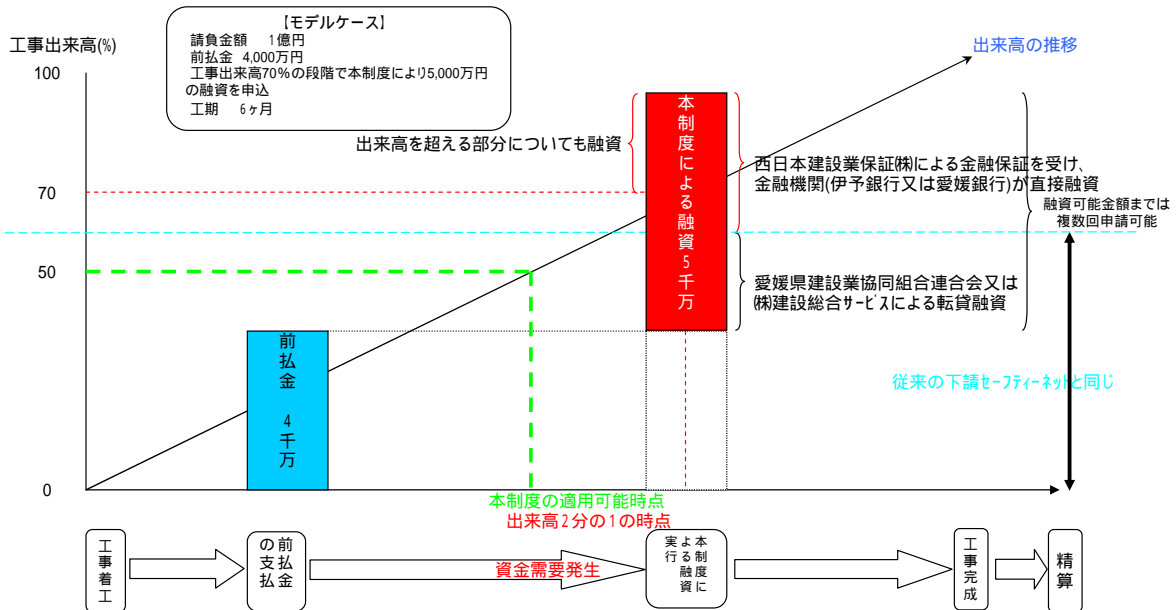 【モデルケース】
請負金額 1億円
前払金 4,000万円
工事出来高70%の段階で本制度により5,000万円
の融資を申込
工期 6ヶ月
工事出来高(%)
出来高の推移
100
70
50
0
出来高を超える部分についても融資
本制度による融資5千万
西日本建設業保証㈱による金融保証を受け、
金融機関(伊予銀行又は愛媛銀行)が直接融資
融資可能金額までは
複数回申請可能
愛媛県建設業協同組合連合会又は
㈱建設総合サービスによる転貸融資
前払金 4千万
従来の下請セーフティーネットと同じ
本制度の適用可能時点
出来高2分の1の時点
工事着工
前払金
の支払
資金需要発生
本制度に
よる融資
実行
工事完成
精算